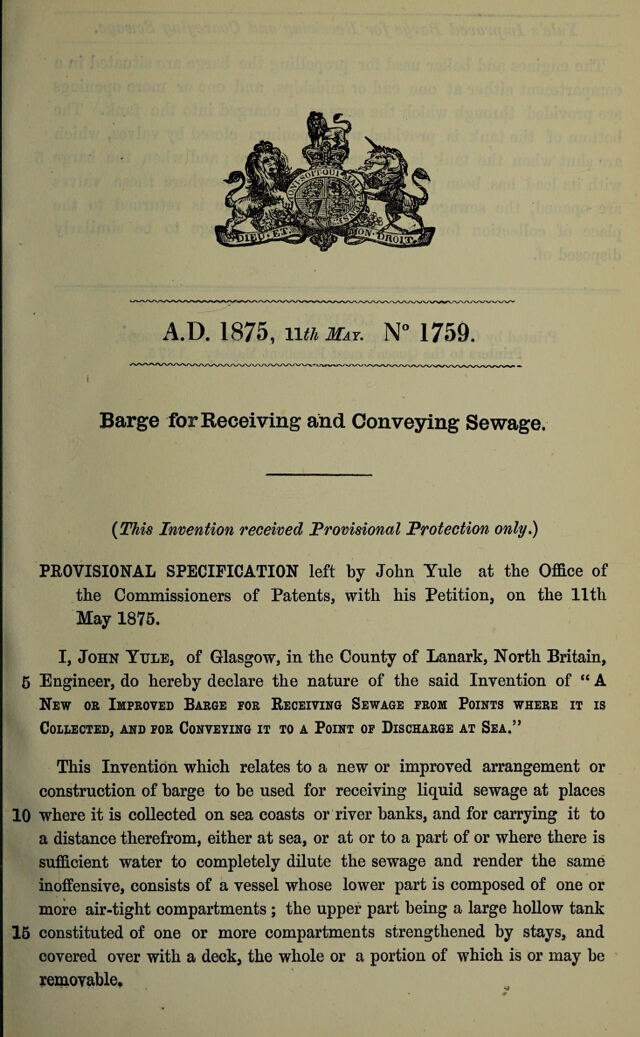 HONI SOIT QUI MAL
DIEU · ET · MON · DROIT
A.D. 1875, 11th MAY. N° 1759.
Barge for Receiving and Conveying Sewage.
(This Invention received Provisional Protection only.)
PROVISIONAL SPECIFICATION left by John Yule at the Office of
the Commissioners of Patents, with his Petition, on the 11th
May 1875.
I, JOHN YULE, of Glasgow, in the County of Lanark, North Britain,
5 Engineer, do hereby declare the nature of the said Invention of “ A
NEW OR IMPROVED BARGE FOR RECEIVING SEWAGE FROM POINTS WHERE IT IS
COLLECTED, AND FOR CONVEYING IT TO A POINT OF DISCHARGE AT SEA.”
This Invention which relates to a new or improved arrangement or
construction of barge to be used for receiving liquid sewage at places
10 where it is collected on sea coasts or river banks, and for carrying it to
a distance therefrom, either at sea, or at or to a part of or where there is
sufficient water to completely dilute the sewage and render the same
inoffensive, consists of a vessel whose lower part is composed of one or
more air-tight compartments ; the upper part being a large hollow tank
15 constituted of one or more compartments strengthened by stays, and
covered over with a deck, the whole or a portion of which is or may be
removable.